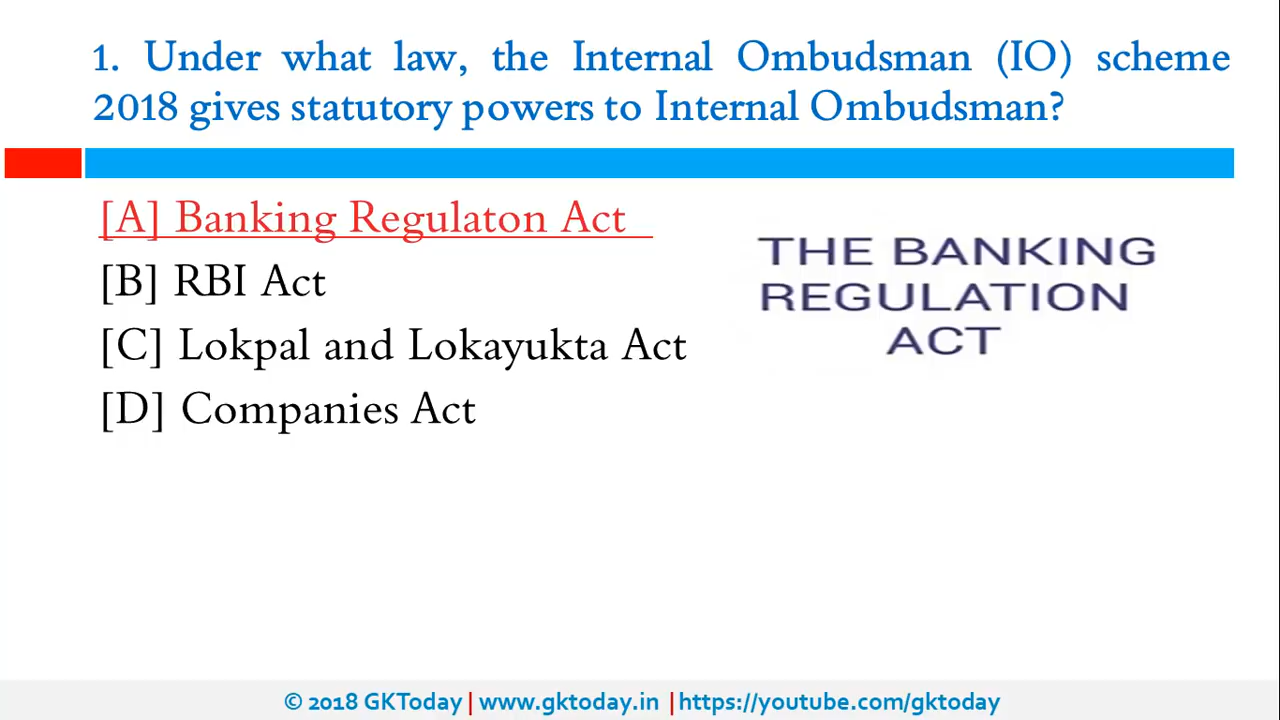 1. Under what law, the Internal Ombudsman (IO) scheme
2018 gives statutory powers to Internal Ombudsman?
[A] Banking Regulaton Act
[B] RBI Act
[C] Lokpal and Lokayukta Act
[D] Companies Act
THE BANKING
REGULATION
ACT
© 2018 GKToday | www.gktoday.in | https://youtube.com/gktoday